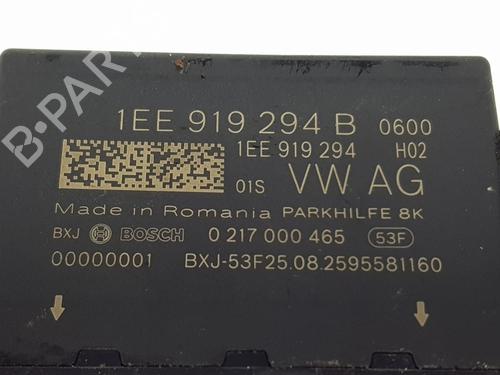 1EE 919 294 B 0600
1EE 919 294 H02
01S VW AG
Made in Romania PARKHILFE 8K
BXJ BOSCH 0 217 000 465 53F
00000001 BXJ-53F25.08.2595581160
B-PARTS